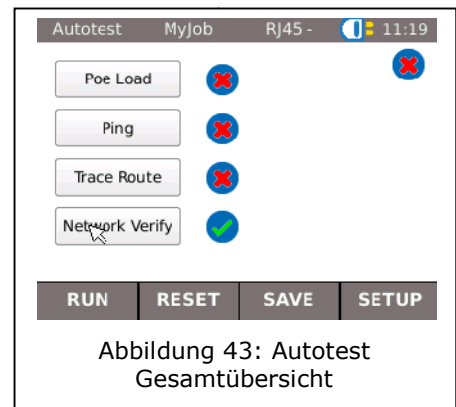 Autotest MyJob RJ45 - 11:19
Poe Load
Ping
Trace Route
Network Verify
RUN RESET SAVE SETUP
Abbildung 43: Autotest
Gesamtübersicht